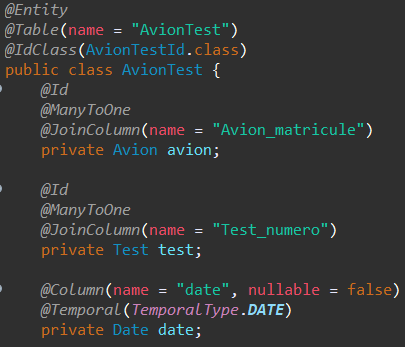 @Entity
@Table(name = "AvionTest")
@IdClass(AvionTestId.class)
public class AvionTest {
@Id
@ManyToOne
@JoinColumn(name = "Avion_matricule")
private Avion avion;
@Id
@ManyToOne
@JoinColumn(name = "Test_numero")
private Test test;
@Column(name = "date", nullable = false)
@Temporal(TemporalType.DATE)
private Date date;